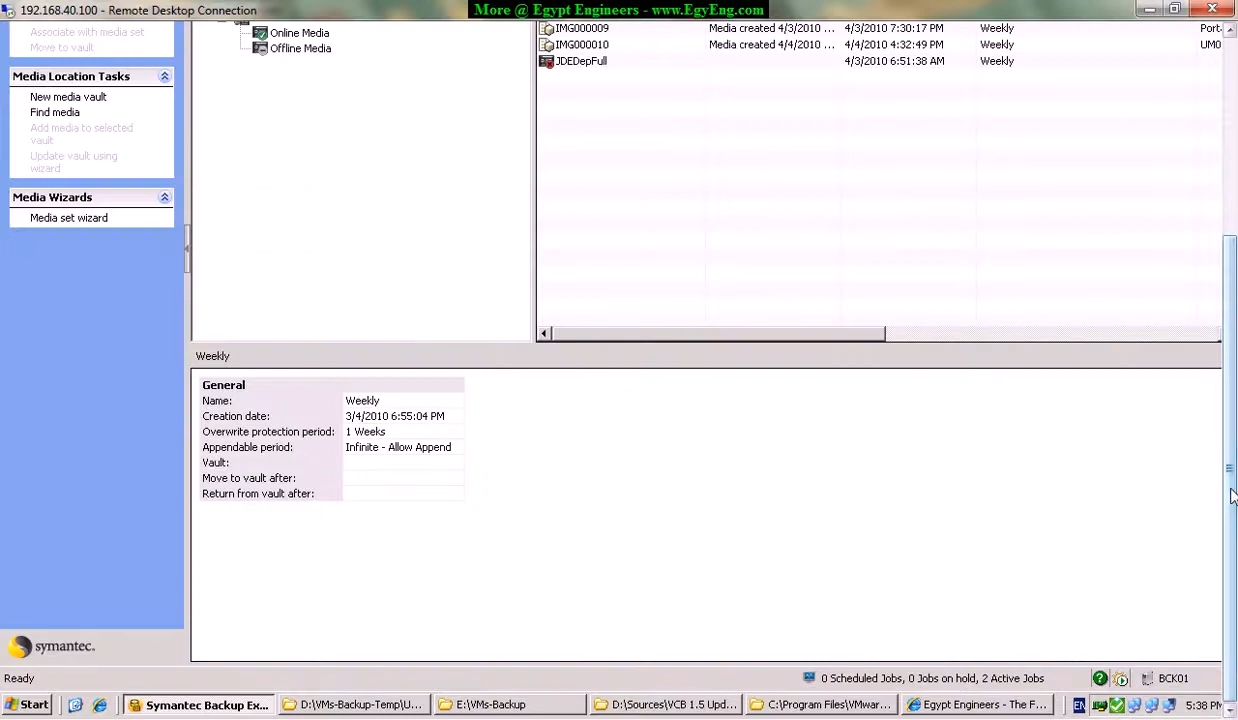 192.168.40.100 - Remote Desktop Connection
More @ Egypt Engineers - www.EgyEng.com
Associate with media set
Move to vault
Media Location Tasks
New media vault
Find media
Add media to selected
vault
Update vault using
wizard
Media Wizards
Media set wizard
Online Media
Offline Media
IMG000009 Media created 4/3/2010 ... 4/3/2010 7:30:17 PM Weekly Port-
IMG000010 Media created 4/4/2010 ... 4/4/2010 4:32:49 PM Weekly UM0
JDEDepFull 4/3/2010 6:51:38 AM Weekly
Weekly
General
Name: Weekly
Creation date: 3/4/2010 6:55:04 PM
Overwrite protection period: 1 Weeks
Appendable period: Infinite - Allow Append
Vault:
Move to vault after:
Return from vault after:
symantec.
Ready 0 Scheduled Jobs, 0 Jobs on hold, 2 Active Jobs BCK01
Start Symantec Backup Ex... D:\VMs-Backup-Temp\U... E:\VMs-Backup D:\Sources\VCB 1.5 Upd... C:\Program Files\VMwar... Egypt Engineers - The F... EN 5:38 PM